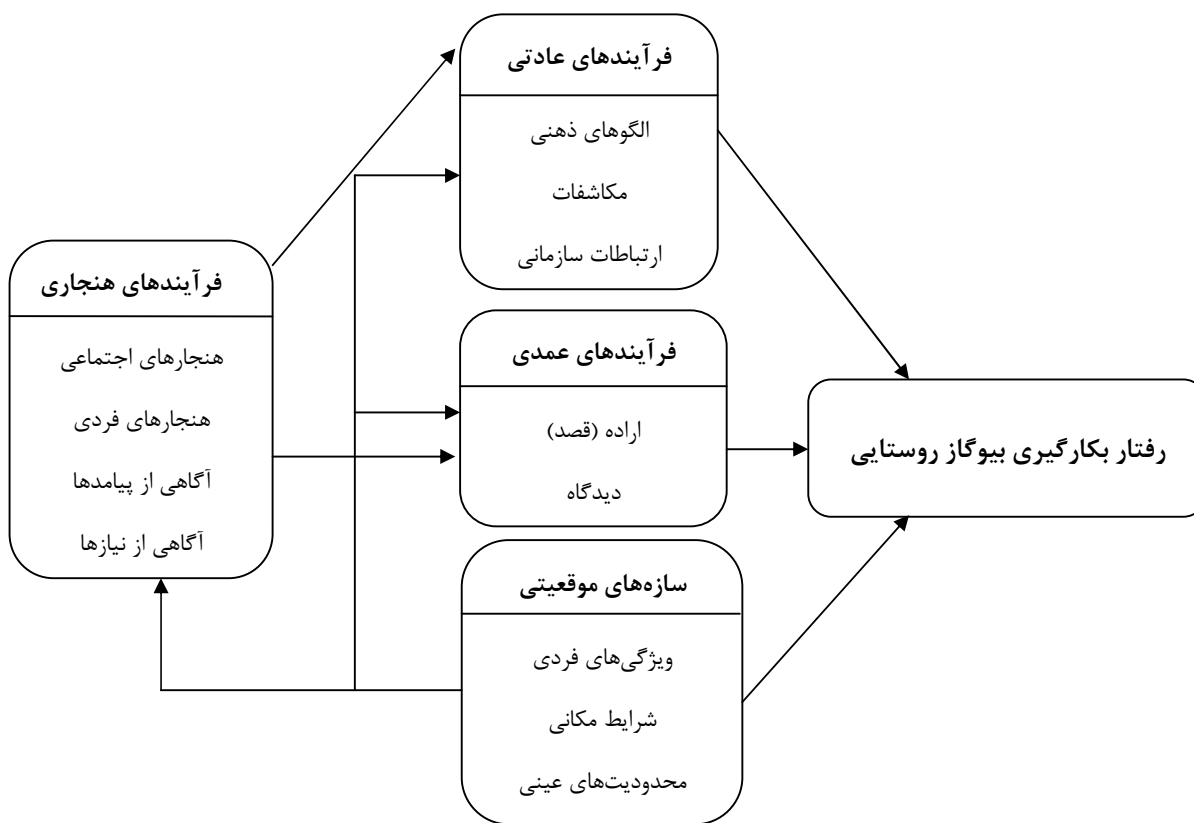 فرآیندهای عادتی
الگوهای ذهنی
مکاشفات
ارتباطات سازمانی
فرآیندهای هنجاری
هنجارهای اجتماعی
هنجارهای فردی
آگاهی از پیامدها
آگاهی از نیازها
فرآیندهای عمدی
اراده (قصد)
دیدگاه
رفتار بکارگیری بیوگاز روستایی
سازه‌های موقعیتی
ویژگی‌های فردی
شرایط مکانی
محدودیت‌های عینی